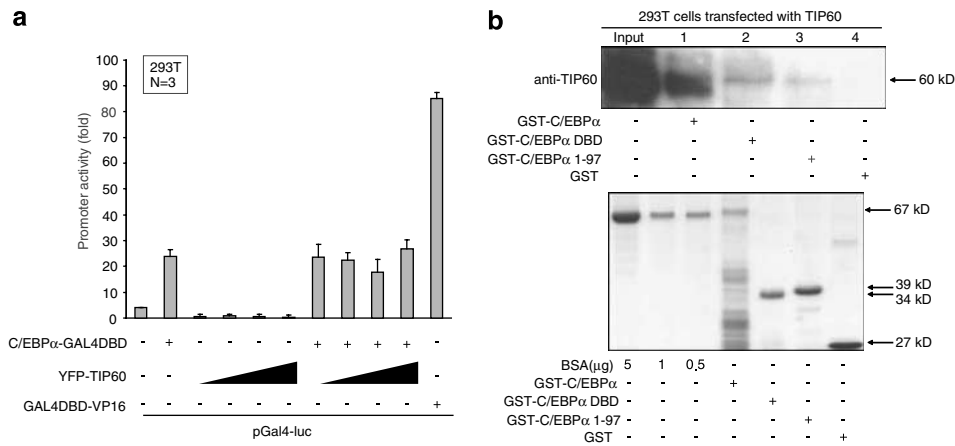 a
293T
N=3
Promoter activity (fold)
100
90
80
70
60
50
40
30
20
10
0
C/EBPα-GAL4DBD - + - - - - + + + + -
YFP-TIP60 - - -
GAL4DBD-VP16 - - - - - - - - - - +
pGal4-luc
b
293T cells transfected with TIP60
Input 1 2 3 4
anti-TIP60 60 kD
GST-C/EBPα - + - - -
GST-C/EBPα DBD - - + - -
GST-C/EBPα 1-97 - - - + -
GST - - - - +
67 kD
39 kD
34 kD
27 kD
BSA(µg) 5 1 0.5 - - - -
GST-C/EBPα - - - + - - -
GST-C/EBPα DBD - - - - + - -
GST-C/EBPα 1-97 - - - - - + -
GST - - - - - - +